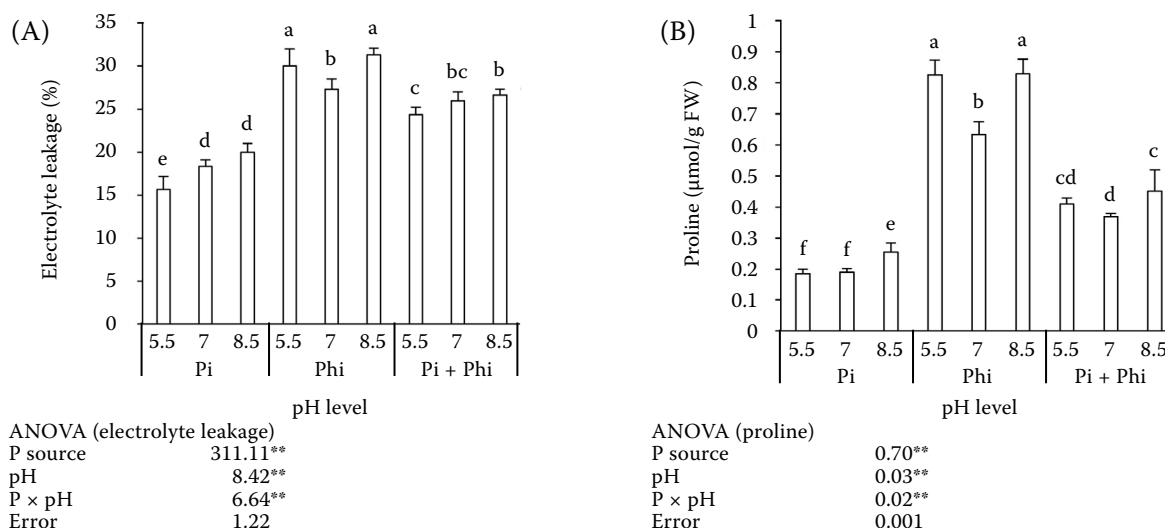 (A)
35
30
25
20
15
10
5
0
Electrolyte leakage (%)
e d d a b a c bc b
5.5 7 8.5 5.5 7 8.5 5.5 7 8.5
Pi Phi Pi + Phi
pH level
ANOVA (electrolyte leakage)
P source 311.11**
pH 8.42**
P × pH 6.64**
Error 1.22
(B)
1
0.9
0.8
0.7
0.6
0.5
0.4
0.3
0.2
0.1
0
Proline (µmol/g FW)
f f e a b a cd d c
5.5 7 8.5 5.5 7 8.5 5.5 7 8.5
Pi Phi Pi + Phi
pH level
ANOVA (proline)
P source 0.70**
pH 0.03**
P × pH 0.02**
Error 0.001